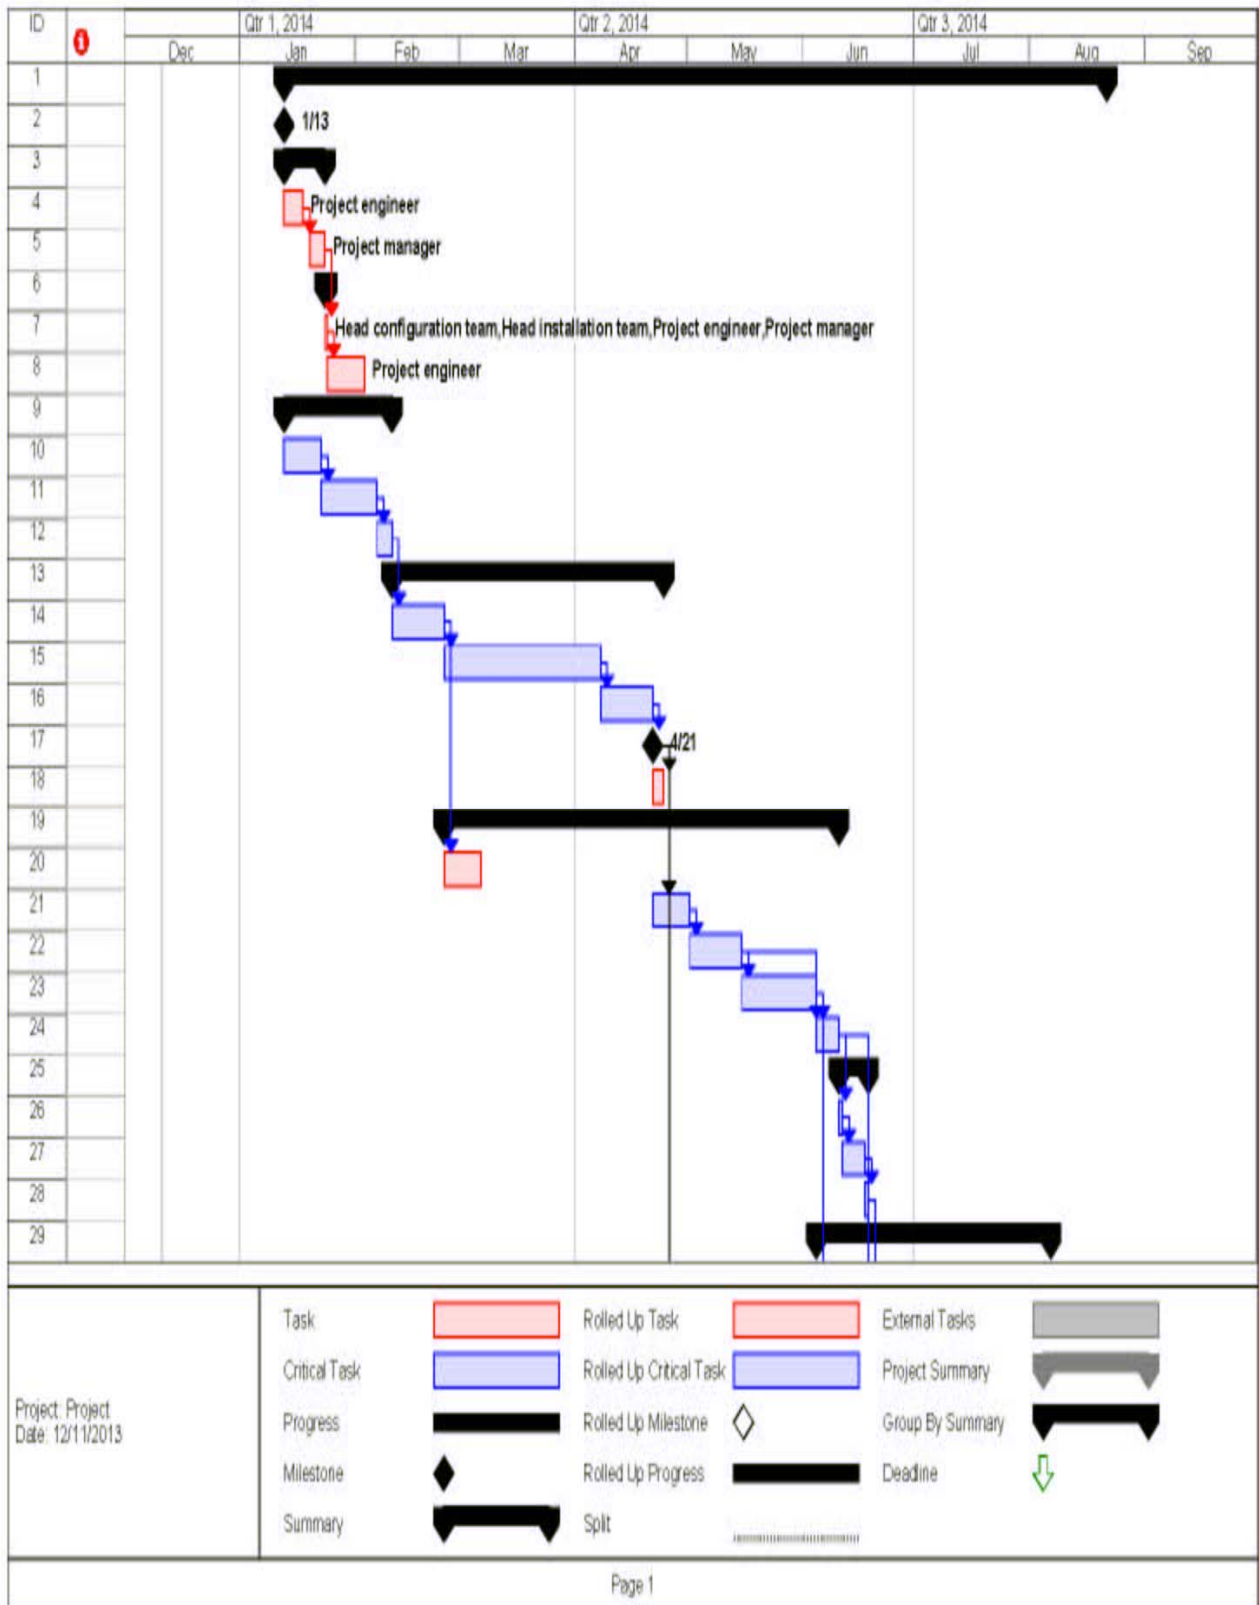 ID Qtr 1, 2014 Qtr 2, 2014 Qtr 3, 2014
Dec Jan Feb Mar Apr May Jun Jul Aug Sep
1
2 1/13
3
4 Project engineer
5 Project manager
6
7 Head configuration team,Head installation team,Project engineer,Project manager
8 Project engineer
9
10
11
12
13
14
15
16
17 4/21
18
19
20
21
22
23
24
25
26
27
28
29
Project: Project
Date: 12/11/2013
Task Rolled Up Task External Tasks
Critical Task Rolled Up Critical Task Project Summary
Progress Rolled Up Milestone Group By Summary
Milestone Rolled Up Progress Deadline
Summary Split
Page 1